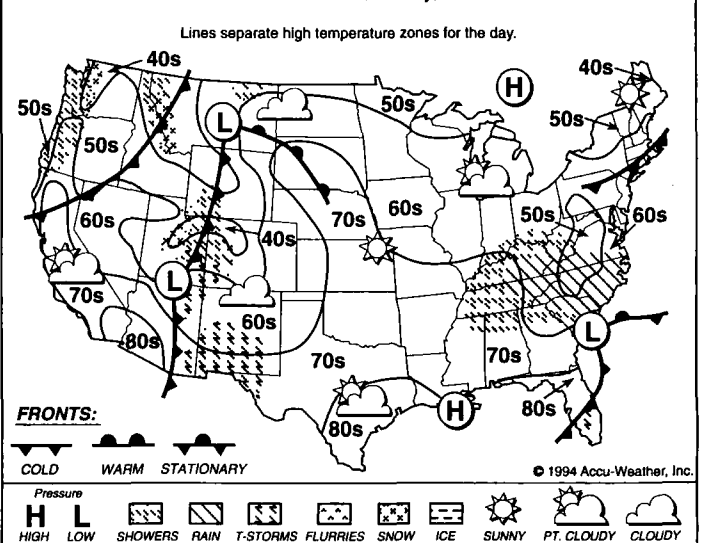 Lines separate high temperature zones for the day.
40s
40s
H
50s
50s
50s
L
50s
60s
70s
60s
50s
60s
40s
L
70s
60s
80s
L
70s
70s
H
80s
80s
FRONTS:
COLD WARM STATIONARY
© 1994 Accu-Weather, Inc.
Pressure
H L
HIGH LOW SHOWERS RAIN T-STORMS FLURRIES SNOW ICE SUNNY PT. CLOUDY CLOUDY